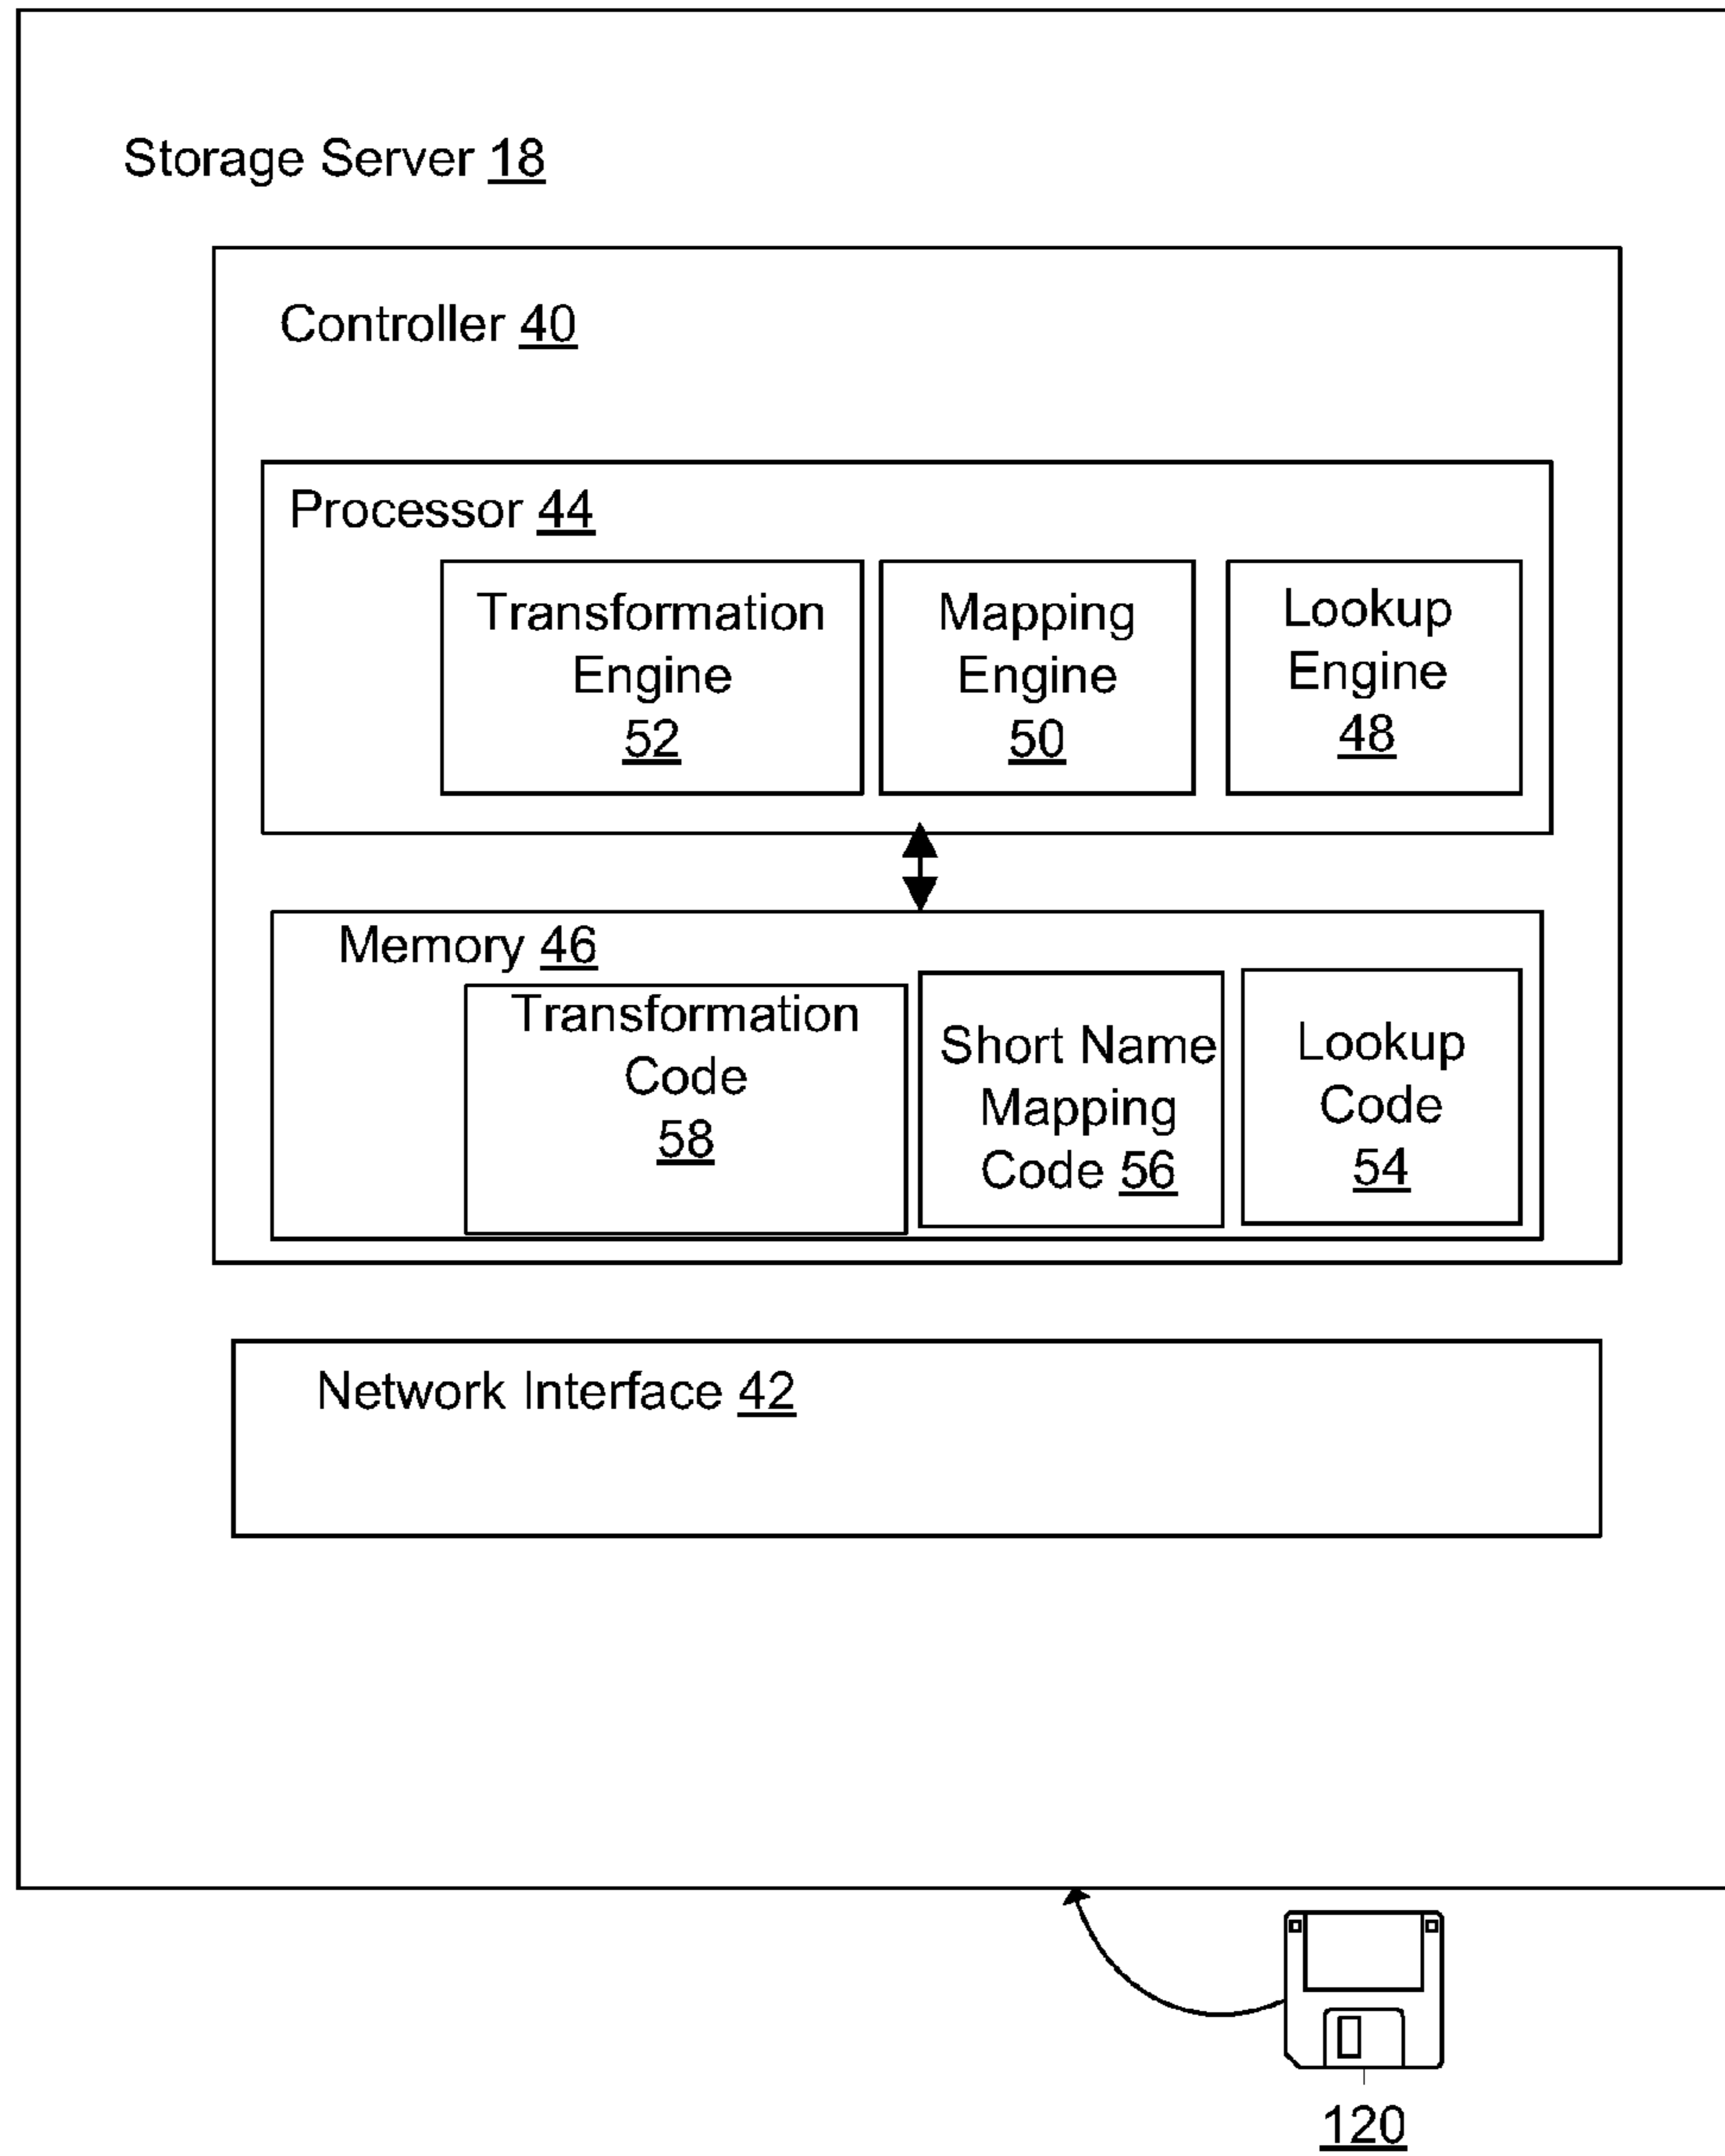 Storage Server 18
Controller 40
Processor 44
Transformation
Engine
52
Mapping
Engine
50
Lookup
Engine
48
Memory 46
Transformation
Code
58
Short Name
Mapping
Code 56
Lookup
Code
54
Network Interface 42
120